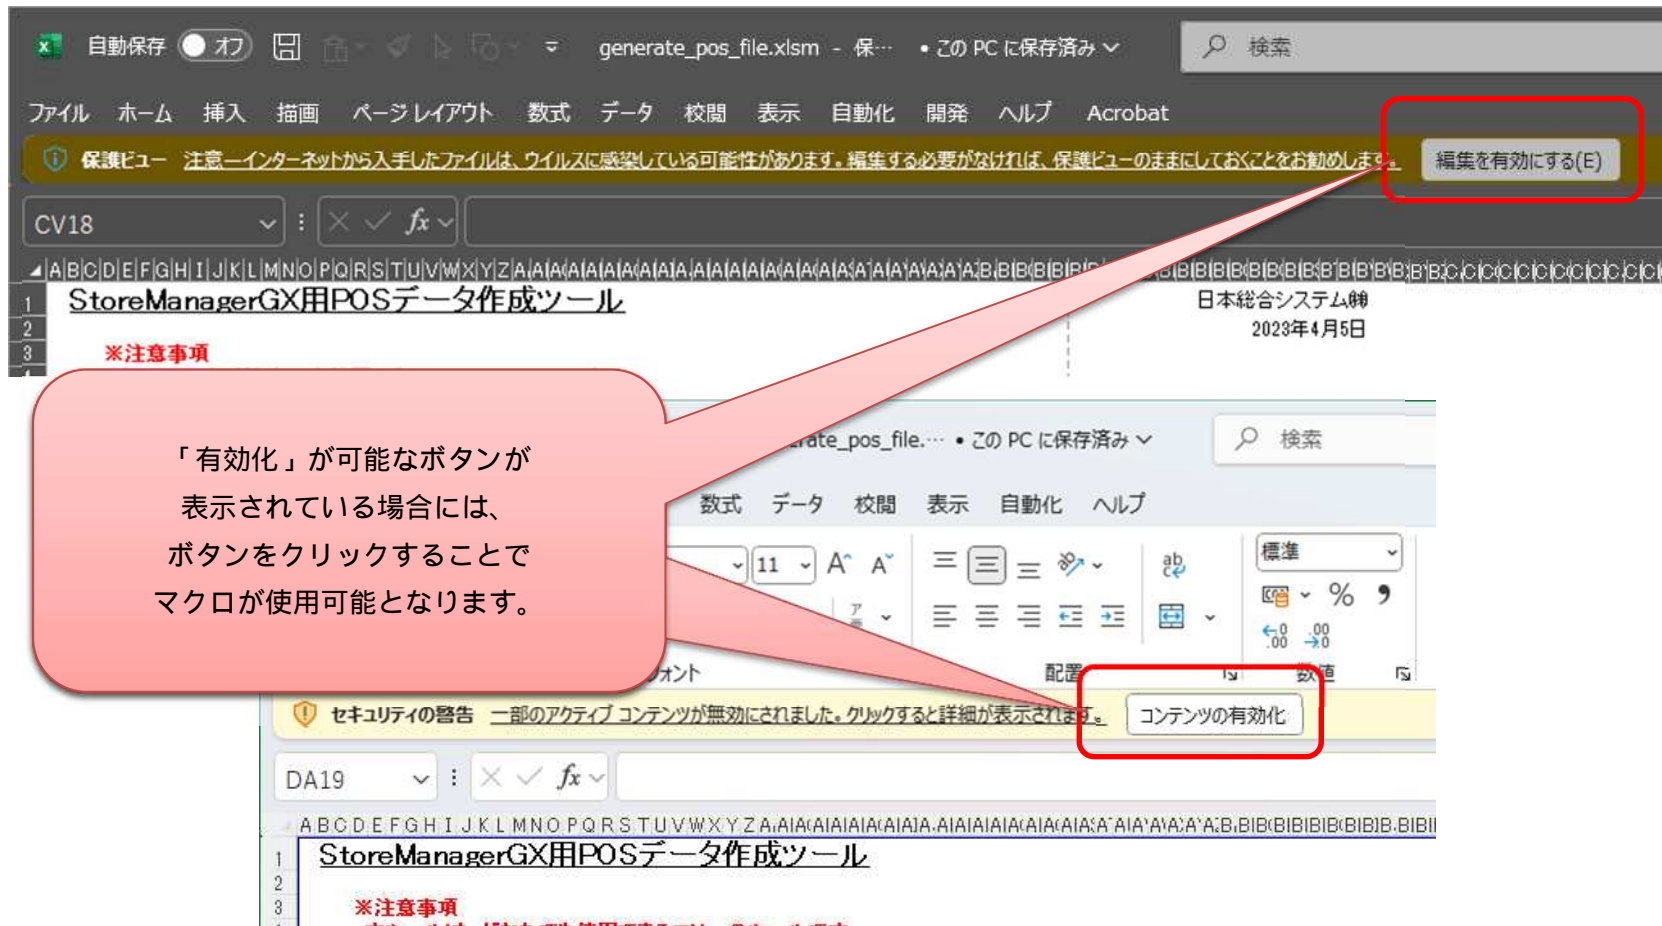 自動保存 オフ generate_pos_file.xlsm - 保… • この PC に保存済み 検索
ファイル ホーム 挿入 描画 ページ レイアウト 数式 データ 校閲 表示 自動化 開発 ヘルプ Acrobat
保護ビュー 注意—インターネットから入手したファイルは、ウイルスに感染している可能性があります。編集する必要がなければ、保護ビューのままにしておくことをお勧めします。 編集を有効にする(E)
CV18 fx
A B C D E F G H I J K L M N O P Q R S T U V W X Y Z
1 StoreManagerGX用POSデータ作成ツール 日本総合システム㈱
2 2023年4月5日
3 ※注意事項
「有効化」が可能なボタンが
表示されている場合には、
ボタンをクリックすることで
マクロが使用可能となります。
ate_pos_file.… • この PC に保存済み 検索
数式 データ 校閲 表示 自動化 ヘルプ
11 A A ab 標準
% 9
配置 数値
セキュリティの警告 一部のアクティブ コンテンツが無効にされました。クリックすると詳細が表示されます。 コンテンツの有効化
DA19 fx
A B C D E F G H I J K L M N O P Q R S T U V W X Y Z
1 StoreManagerGX用POSデータ作成ツール
2
3 ※注意事項